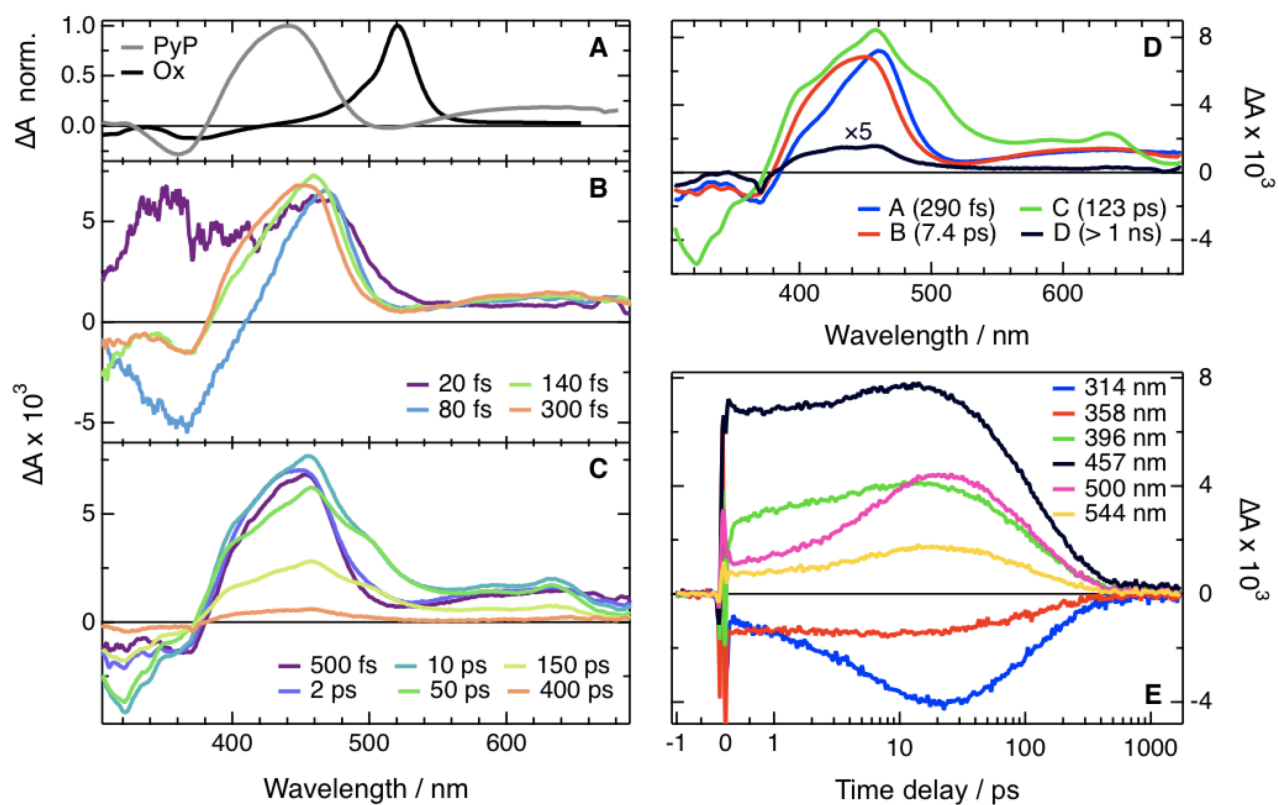 ΔA norm.
1.0
0.5
0.0
PyP
Ox
A
B
5
0
-5
20 fs 140 fs
80 fs 300 fs
ΔA x 10³
C
5
0
500 fs 10 ps 150 ps
2 ps 50 ps 400 ps
400 500 600
Wavelength / nm
D
8
4
0
-4
ΔA x 10³
×5
A (290 fs) C (123 ps)
B (7.4 ps) D (> 1 ns)
400 500 600
Wavelength / nm
314 nm
358 nm
396 nm
457 nm
500 nm
544 nm
8
4
0
-4
ΔA x 10³
E
-1 0 1 10 100 1000
Time delay / ps